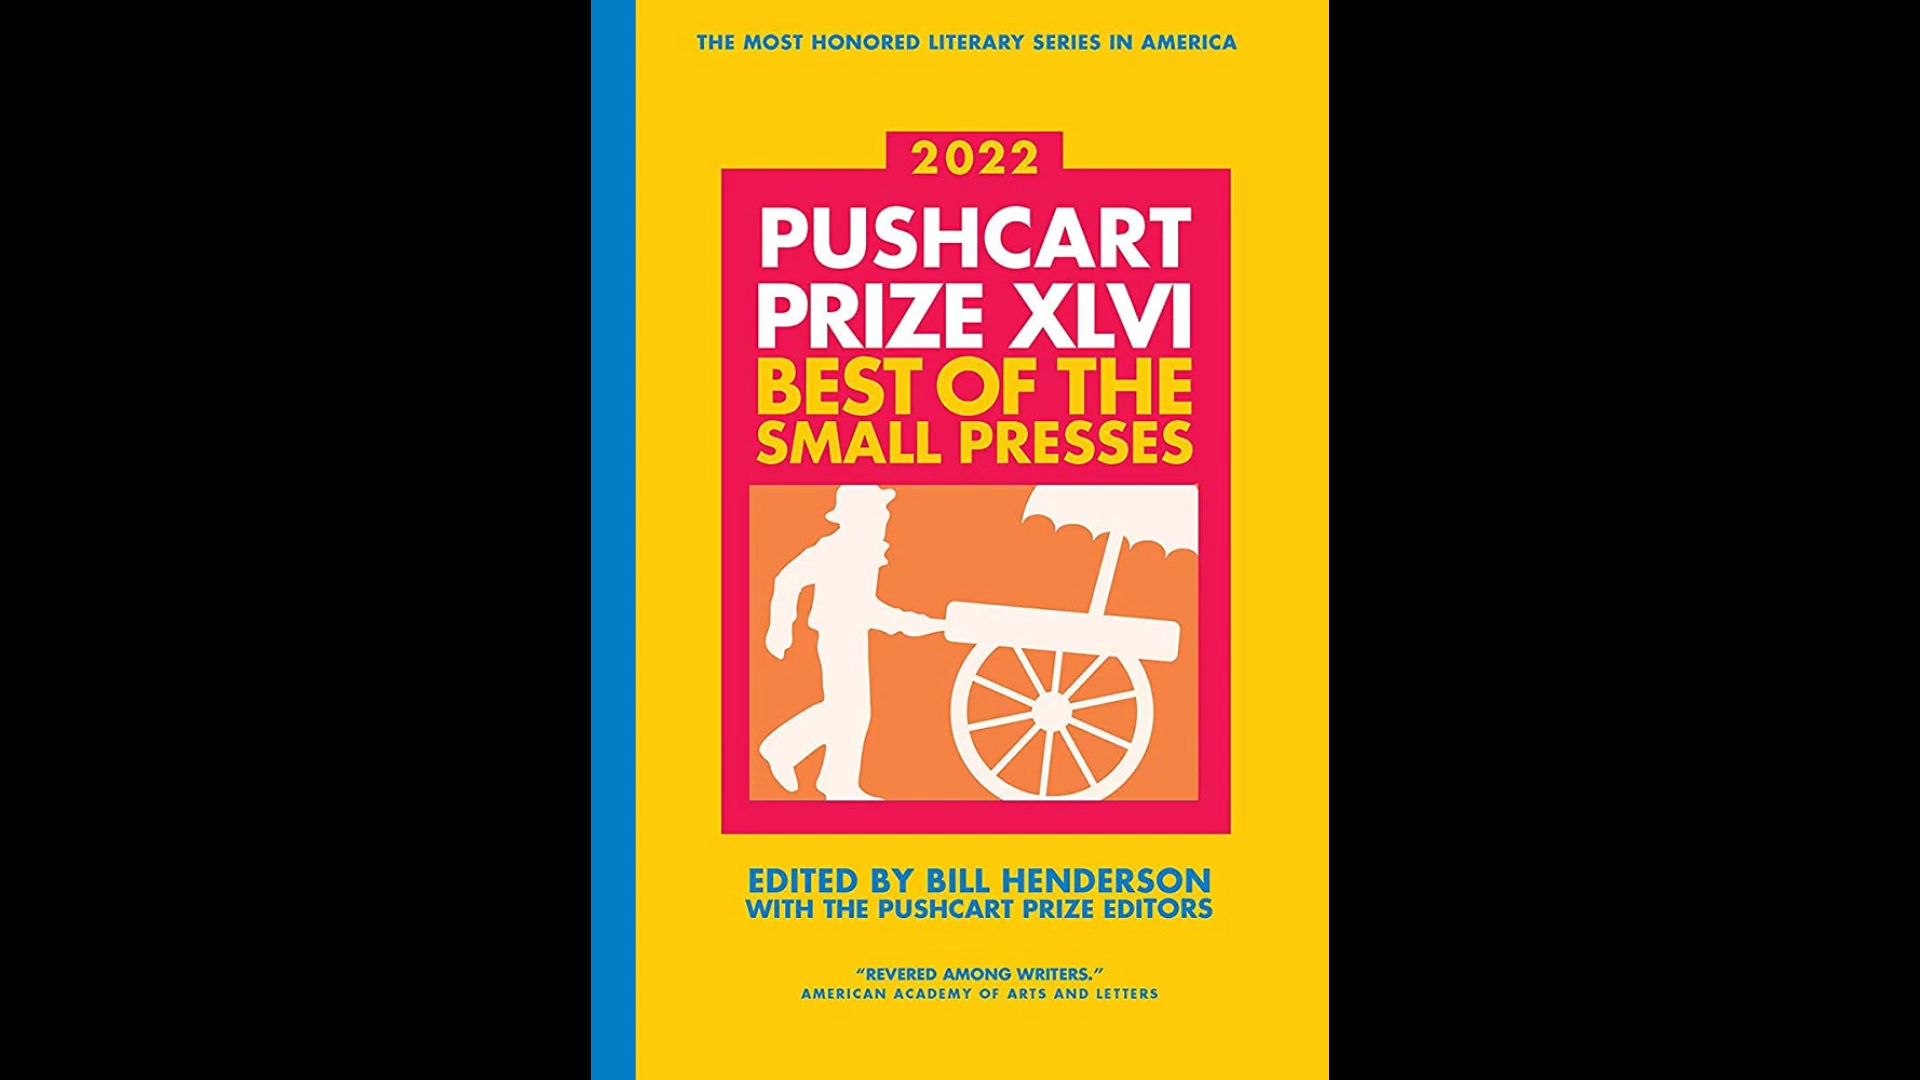 THE MOST HONORED LITERARY SERIES IN AMERICA
2022
PUSHCART
PRIZE XLVI
BEST OF THE
SMALL PRESSES
EDITED BY BILL HENDERSON
WITH THE PUSHCART PRIZE EDITORS
“REVERED AMONG WRITERS.”
AMERICAN ACADEMY OF ARTS AND LETTERS